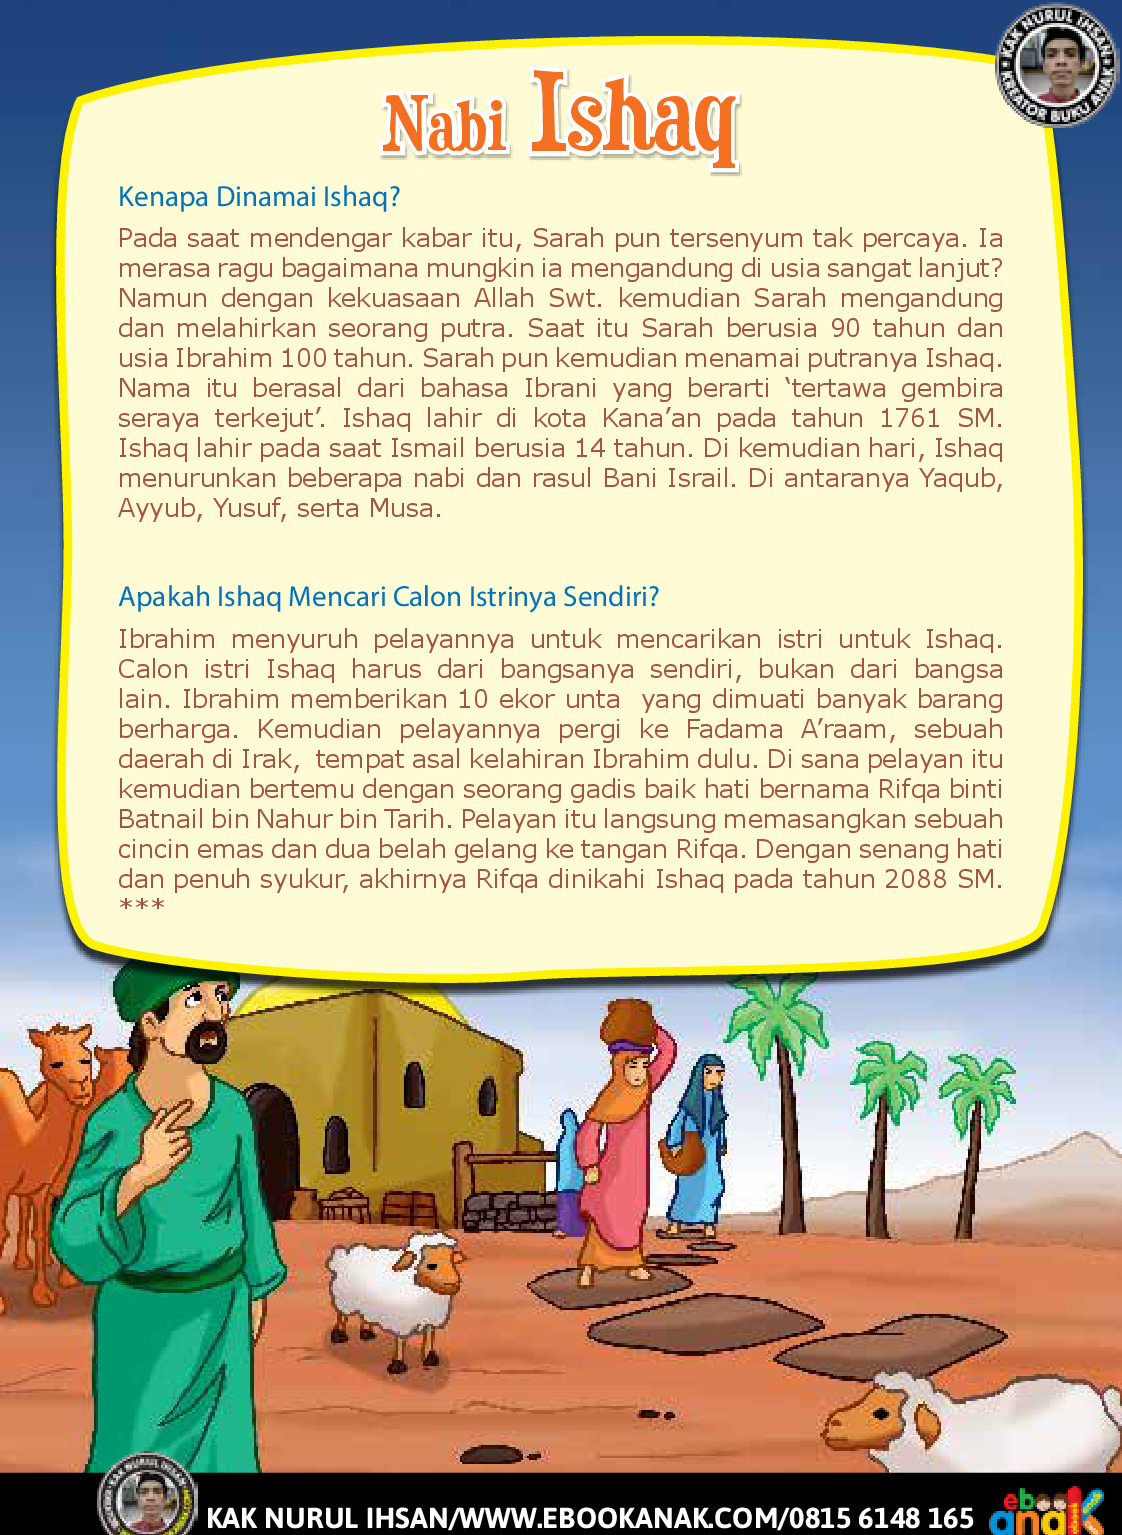 KAK NURUL IHSAN
KREATOR BUKU ANAK
Nabi Ishaq
Kenapa Dinamai Ishaq?
Pada saat mendengar kabar itu, Sarah pun tersenyum tak percaya. Ia
merasa ragu bagaimana mungkin ia mengandung di usia sangat lanjut?
Namun dengan kekuasaan Allah Swt. kemudian Sarah mengandung
dan melahirkan seorang putra. Saat itu Sarah berusia 90 tahun dan
usia Ibrahim 100 tahun. Sarah pun kemudian menamai putranya Ishaq.
Nama itu berasal dari bahasa Ibrani yang berarti ‘tertawa gembira
seraya terkejut’. Ishaq lahir di kota Kana’an pada tahun 1761 SM.
Ishaq lahir pada saat Ismail berusia 14 tahun. Di kemudian hari, Ishaq
menurunkan beberapa nabi dan rasul Bani Israil. Di antaranya Yaqub,
Ayyub, Yusuf, serta Musa.
Apakah Ishaq Mencari Calon Istrinya Sendiri?
Ibrahim menyuruh pelayannya untuk mencarikan istri untuk Ishaq.
Calon istri Ishaq harus dari bangsanya sendiri, bukan dari bangsa
lain. Ibrahim memberikan 10 ekor unta yang dimuati banyak barang
berharga. Kemudian pelayannya pergi ke Fadama A’raam, sebuah
daerah di Irak, tempat asal kelahiran Ibrahim dulu. Di sana pelayan itu
kemudian bertemu dengan seorang gadis baik hati bernama Rifqa binti
Batnail bin Nahur bin Tarih. Pelayan itu langsung memasangkan sebuah
cincin emas dan dua belah gelang ke tangan Rifqa. Dengan senang hati
dan penuh syukur, akhirnya Rifqa dinikahi Ishaq pada tahun 2088 SM.
***
KAK NURUL IHSAN
KAK NURUL IHSAN/WWW.EBOOKANAK.COM/0815 6148 165
ebook
anak